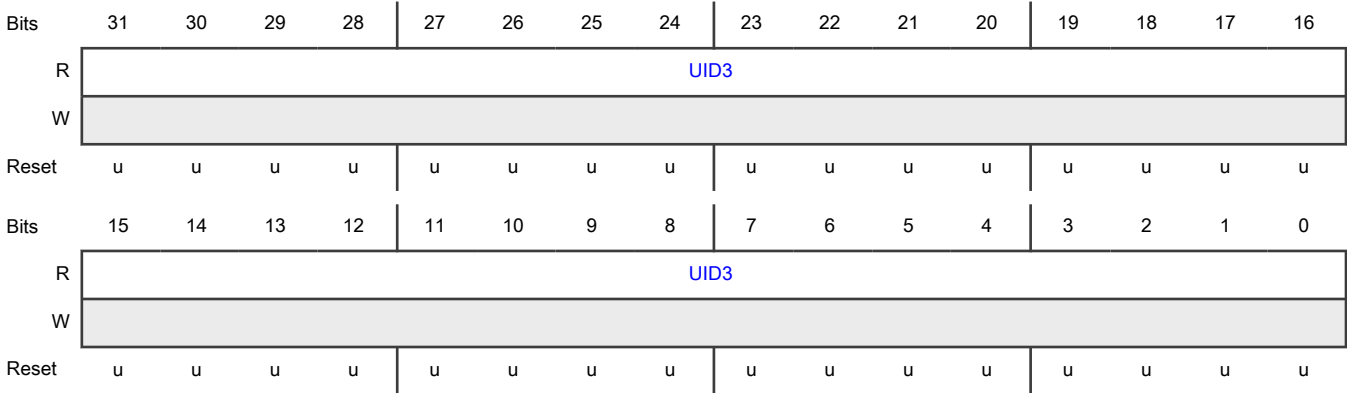 Bits 31 30 29 28 27 26 25 24 23 22 21 20 19 18 17 16
R UID3
W
Reset u u u u u u u u u u u u u u u u
Bits 15 14 13 12 11 10 9 8 7 6 5 4 3 2 1 0
R UID3
W
Reset u u u u u u u u u u u u u u u u